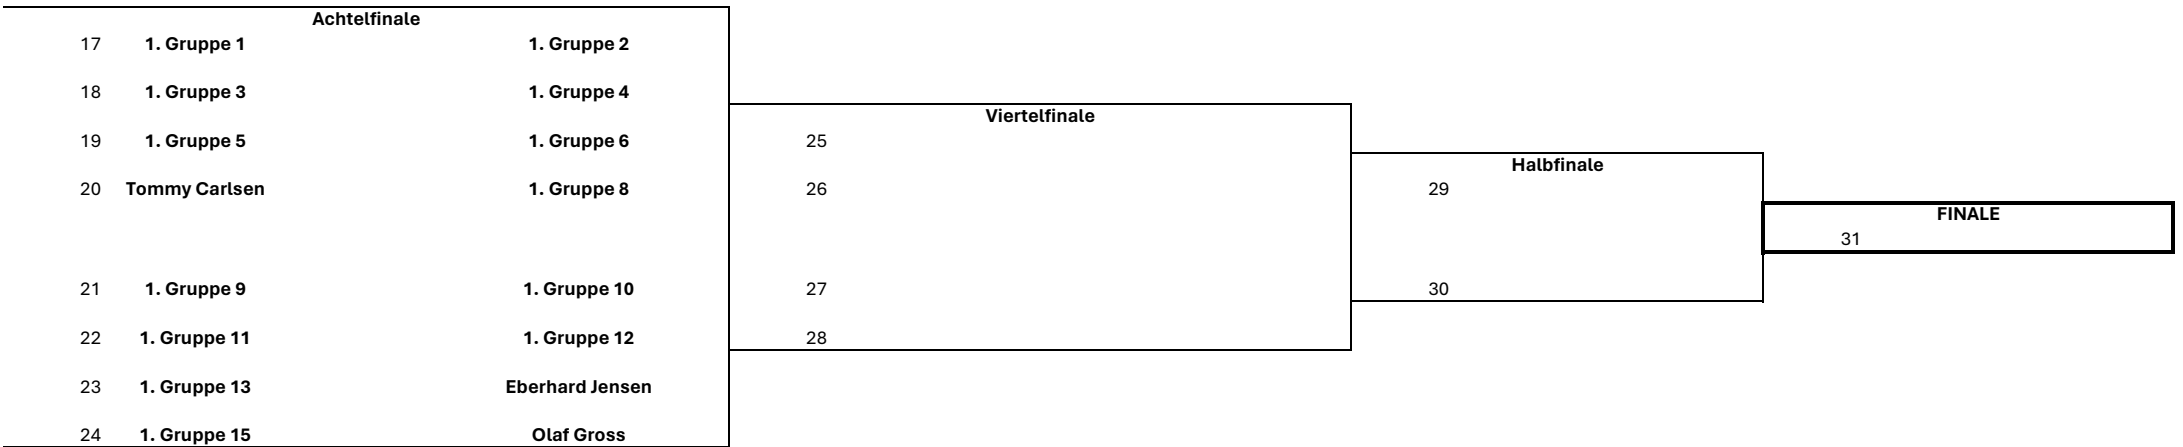 Achtelfinale
17 1. Gruppe 1 1. Gruppe 2
18 1. Gruppe 3 1. Gruppe 4
Viertelfinale
19 1. Gruppe 5 1. Gruppe 6 25
Halbfinale
20 Tommy Carlsen 1. Gruppe 8 26 29
FINALE
31
21 1. Gruppe 9 1. Gruppe 10 27 30
22 1. Gruppe 11 1. Gruppe 12 28
23 1. Gruppe 13 Eberhard Jensen
24 1. Gruppe 15 Olaf Gross